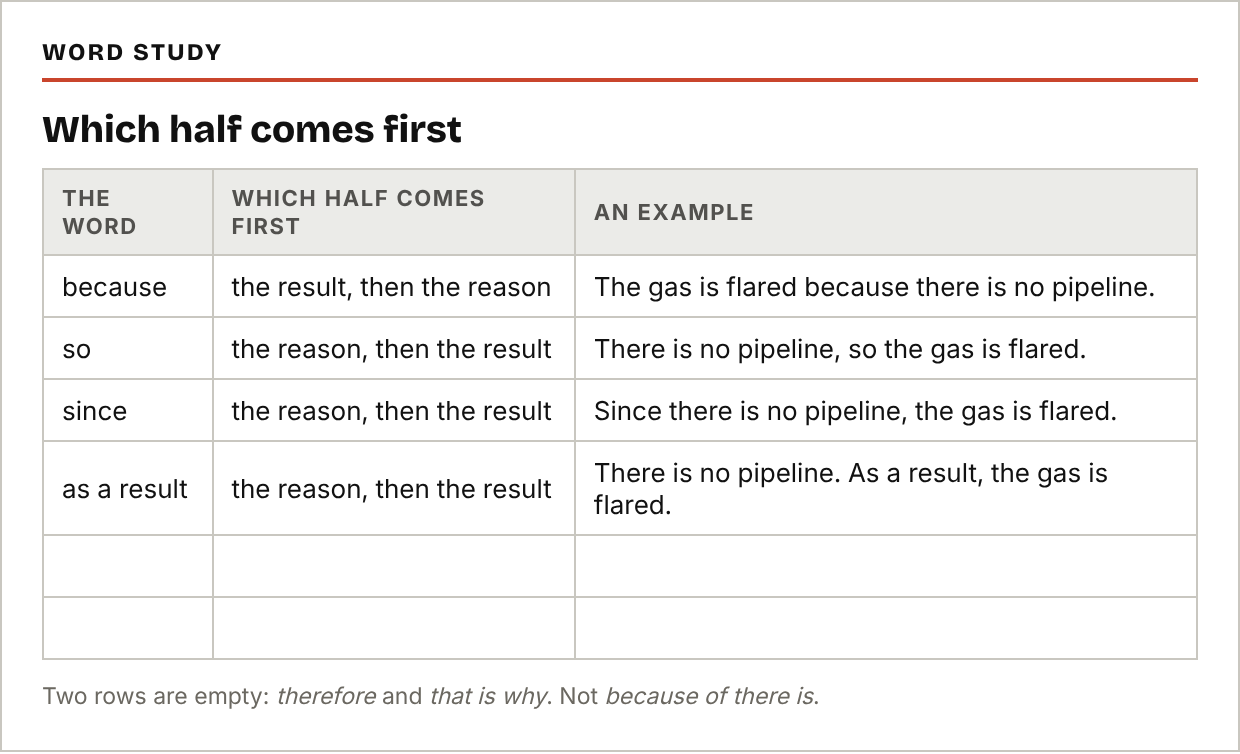 WORD STUDY
Which half comes first
THE
WORD
WHICH HALF COMES
FIRST
AN EXAMPLE
because
the result, then the reason
The gas is flared because there is no pipeline.
so
the reason, then the result
There is no pipeline, so the gas is flared.
since
the reason, then the result
Since there is no pipeline, the gas is flared.
as a result
the reason, then the result
There is no pipeline. As a result, the gas is
flared.
Two rows are empty: therefore and that is why. Not because of there is.